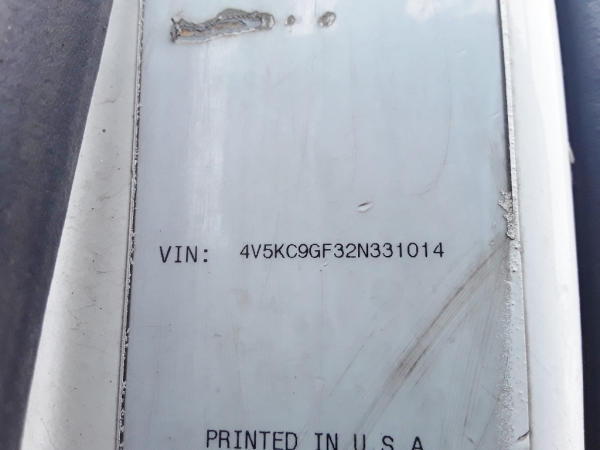 VIN: 4V5KC9GF32N331014
PRINTED IN U.S.A